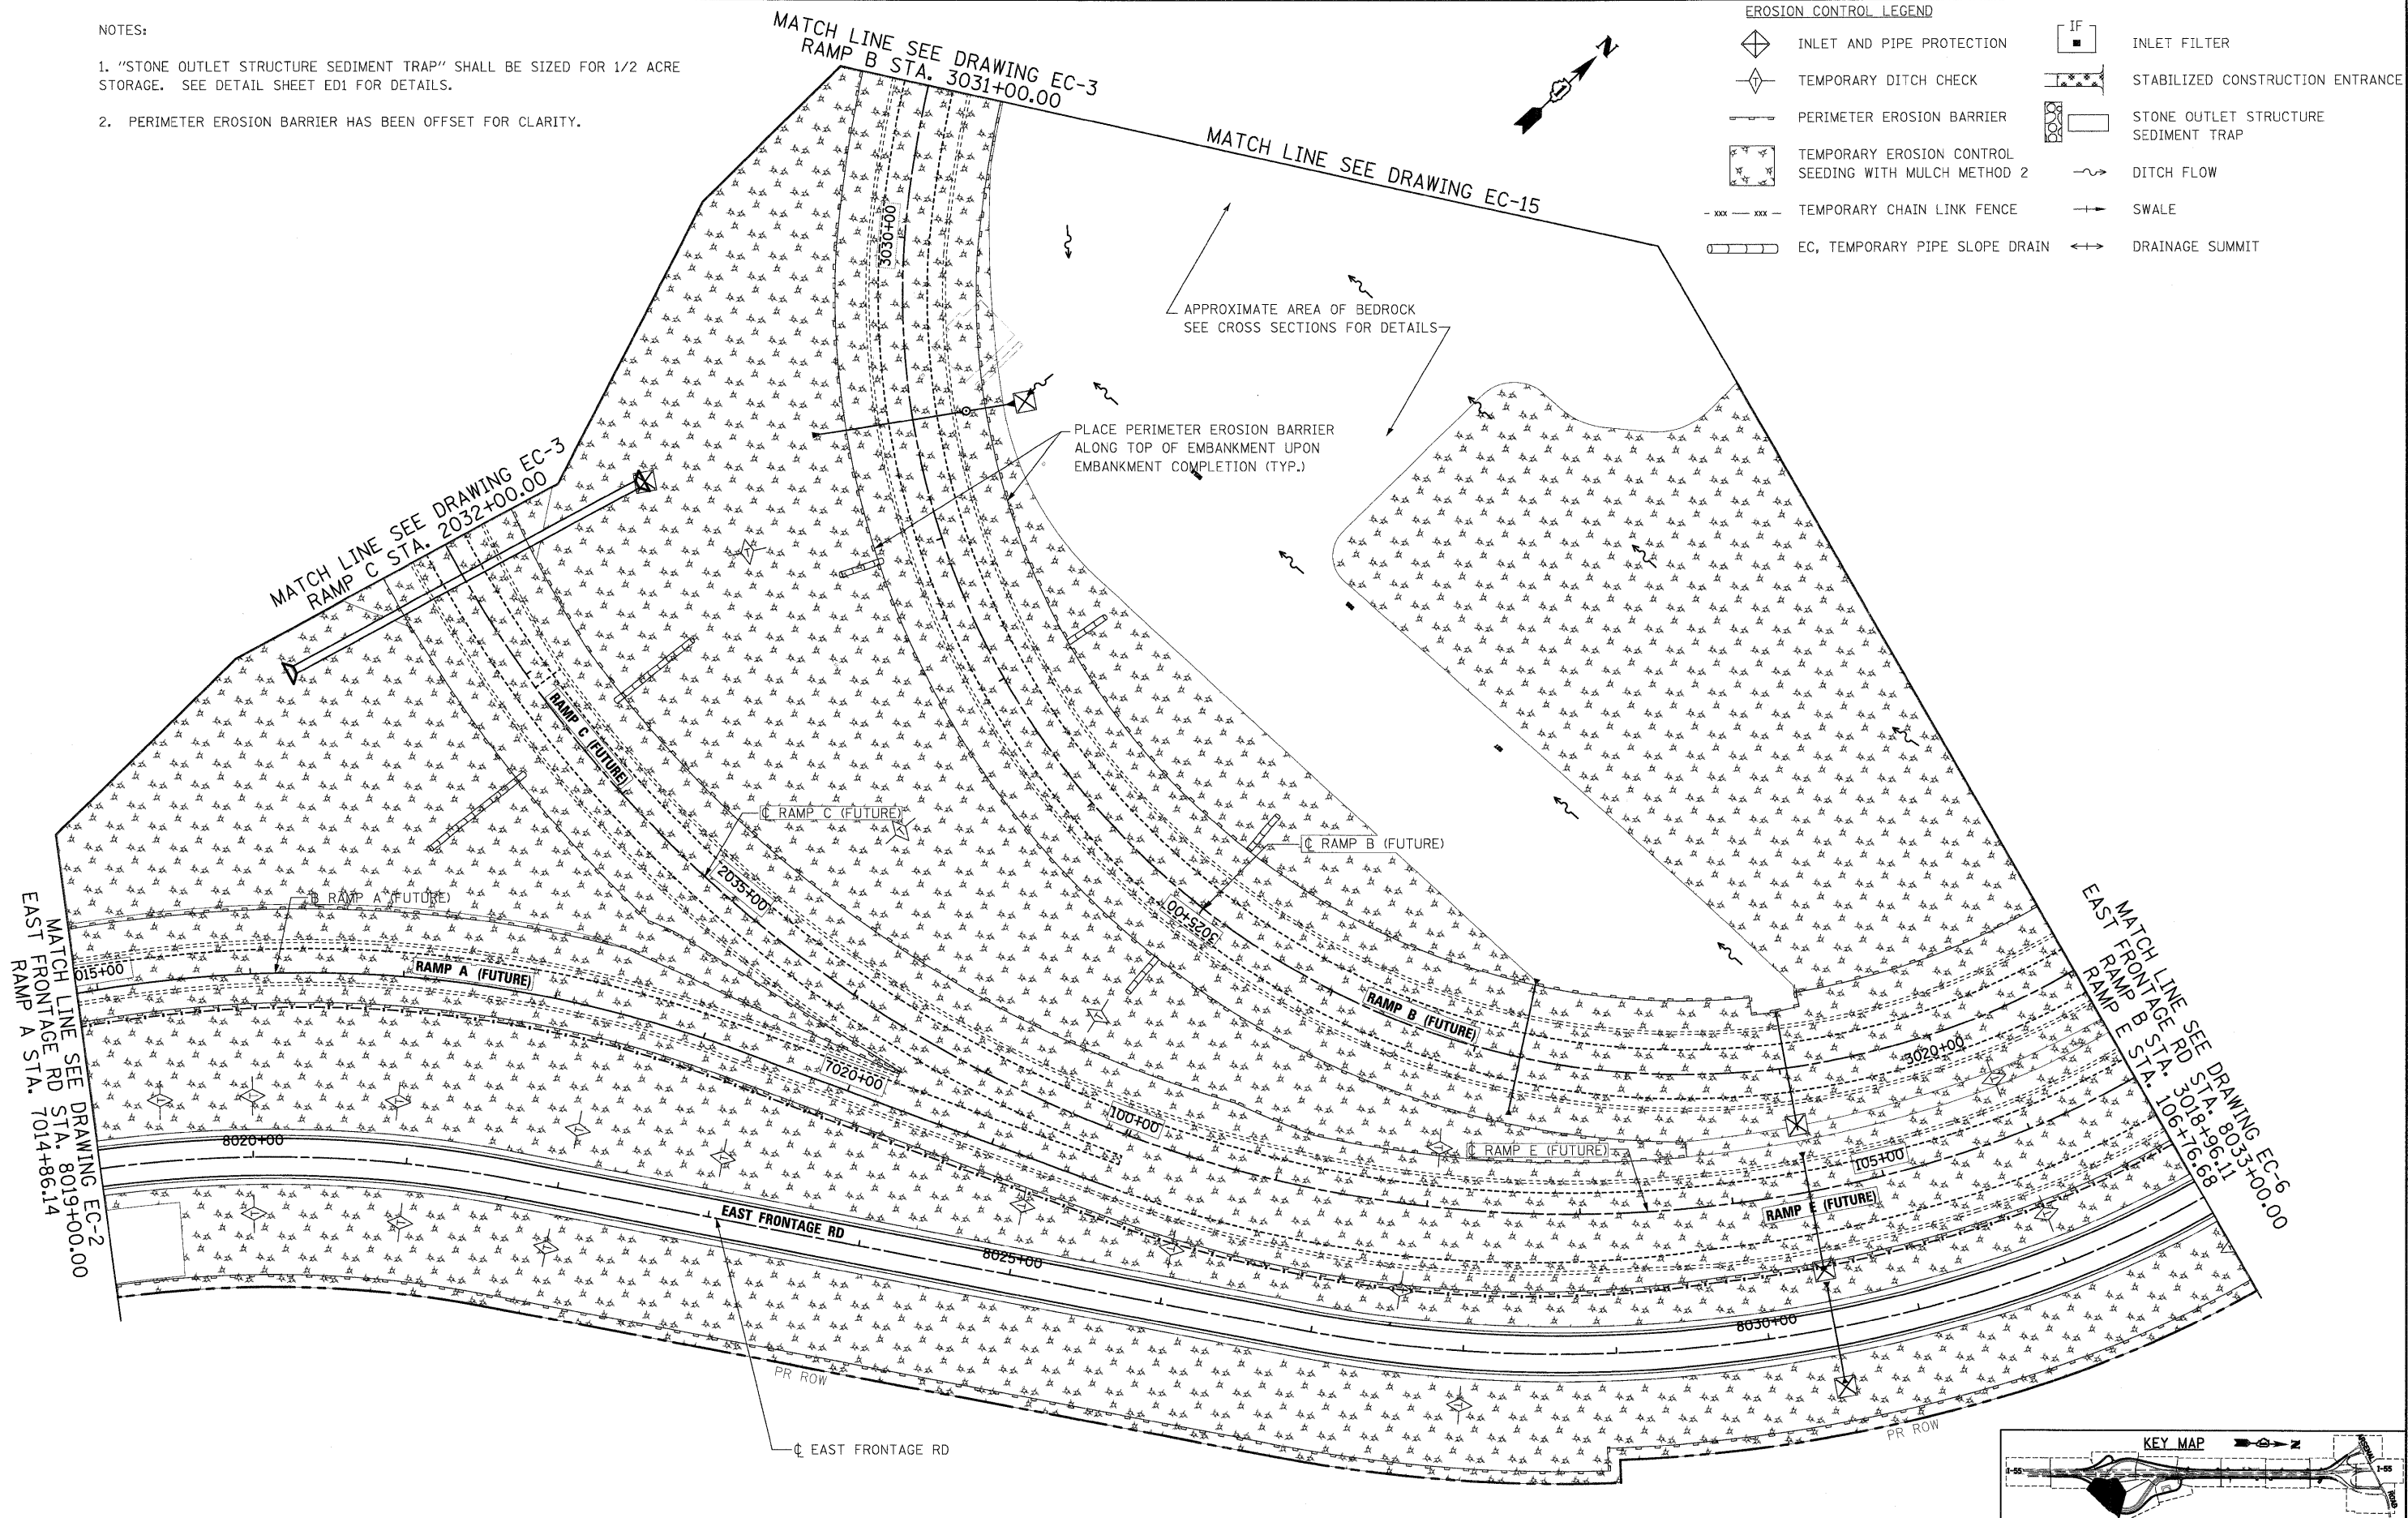 NOTES:
1. "STONE OUTLET STRUCTURE SEDIMENT TRAP" SHALL BE SIZED FOR 1/2 ACRE
STORAGE. SEE DETAIL SHEET ED1 FOR DETAILS.
2. PERIMETER EROSION BARRIER HAS BEEN OFFSET FOR CLARITY.
MATCH LINE SEE DRAWING EC-3
RAMP B STA. 3031+00.00
MATCH LINE SEE DRAWING EC-15
N
EROSION CONTROL LEGEND
INLET AND PIPE PROTECTION
TEMPORARY DITCH CHECK
PERIMETER EROSION BARRIER
TEMPORARY EROSION CONTROL
SEEDING WITH MULCH METHOD 2
XXX XXX TEMPORARY CHAIN LINK FENCE
EC, TEMPORARY PIPE SLOPE DRAIN
IF
INLET FILTER
STABILIZED CONSTRUCTION ENTRANCE
STONE OUTLET STRUCTURE
SEDIMENT TRAP
DITCH FLOW
SWALE
DRAINAGE SUMMIT
3030+00
APPROXIMATE AREA OF BEDROCK
SEE CROSS SECTIONS FOR DETAILS
PLACE PERIMETER EROSION BARRIER
ALONG TOP OF EMBANKMENT UPON
EMBANKMENT COMPLETION (TYP.)
MATCH LINE SEE DRAWING EC-3
RAMP C STA. 2032+00.00
RAMP C (FUTURE)
℄ RAMP C (FUTURE)
2035+00
℄ RAMP B (FUTURE)
3025+00
RAMP B (FUTURE)
RAMP A (FUTURE)
015+00
RAMP A (FUTURE)
7020+00
100+00
℄ RAMP E (FUTURE)
3020+00
105+00
RAMP E (FUTURE)
MATCH LINE SEE DRAWING EC-2
EAST FRONTAGE RD STA. 8019+00.00
RAMP A STA. 7014+86.14
MATCH LINE SEE DRAWING EC-6
EAST FRONTAGE RD STA. 8033+00.00
RAMP B STA. 3018+96.11
RAMP E STA. 106+76.68
8020+00
EAST FRONTAGE RD
8025+00
8030+00
PR ROW
℄ EAST FRONTAGE RD
PR ROW
KEY MAP
N
I-55
I-55
ROAD